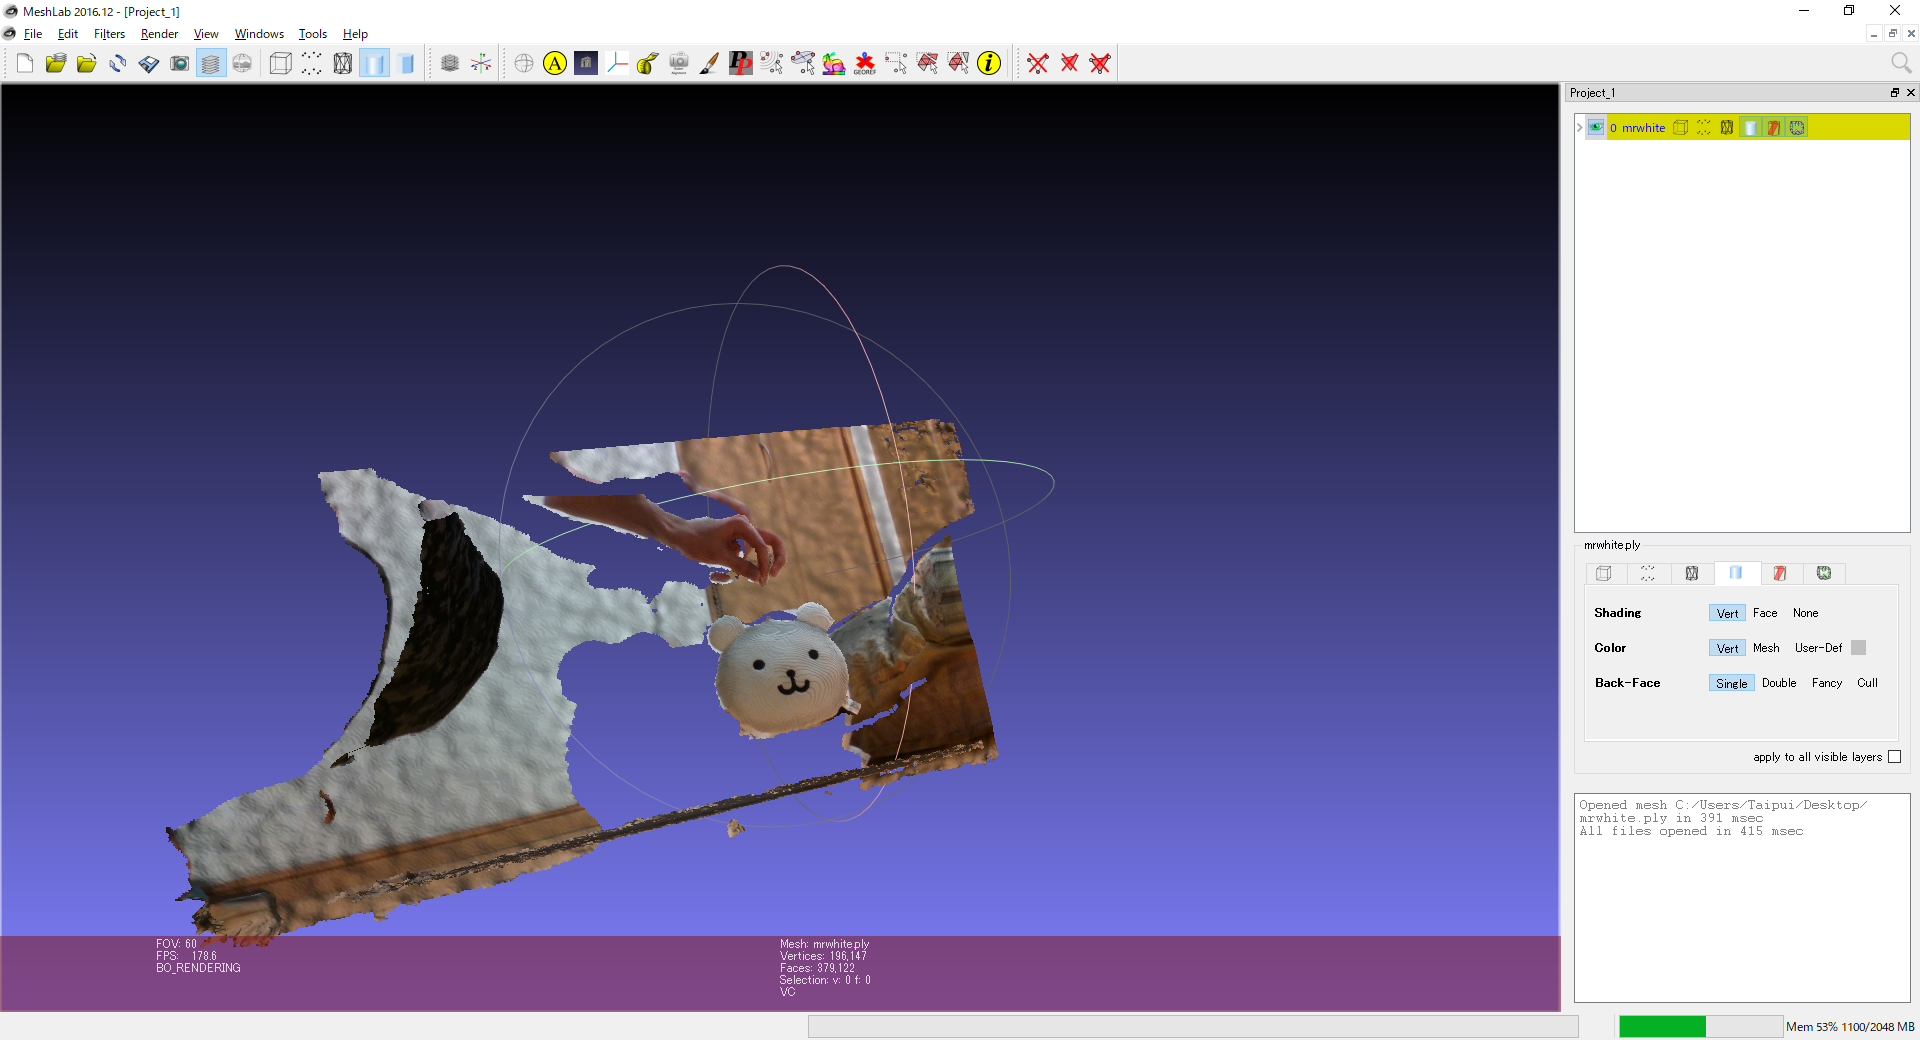 MeshLab 2016.12 - [Project_1]
File Edit Filters Render View Windows Tools Help
A
PP
GEOREF
i
Project_1
0 mrwhite
mrwhite.ply
Shading Vert Face None
Color Vert Mesh User-Def
Back-Face Single Double Fancy Cull
apply to all visible layers
Opened mesh C:/Users/Taipui/Desktop/
mrwhite.ply in 391 msec
All files opened in 415 msec
FOV: 60
FPS: 178.6
BO_RENDERING
Mesh: mrwhite.ply
Vertices: 196,147
Faces: 379,122
Selection: v: 0 f: 0
VC
Mem 53% 1100/2048 MB